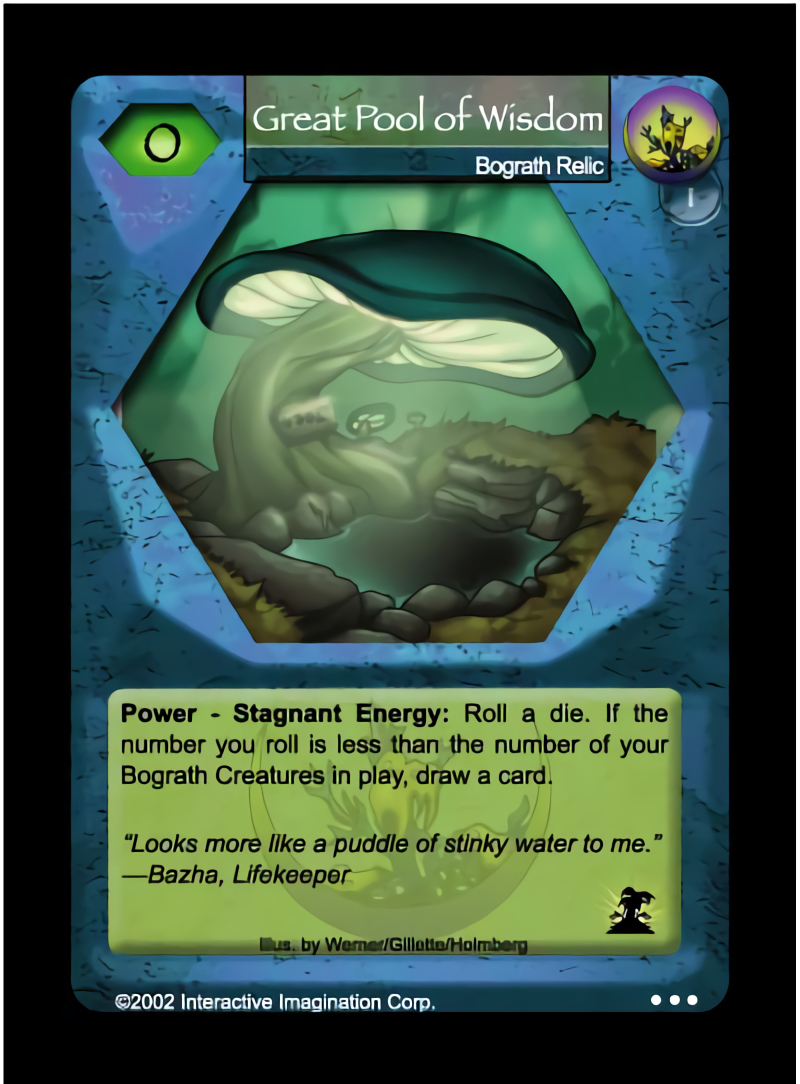 0
Great Pool of Wisdom
Bograth Relic
I
Power - Stagnant Energy: Roll a die. If the
number you roll is less than the number of your
Bograth Creatures in play, draw a card.
“Looks more like a puddle of stinky water to me.”
—Bazha, Lifekeeper
Illus. by Werner/Gillotte/Holmberg
©2002 Interactive Imagination Corp.